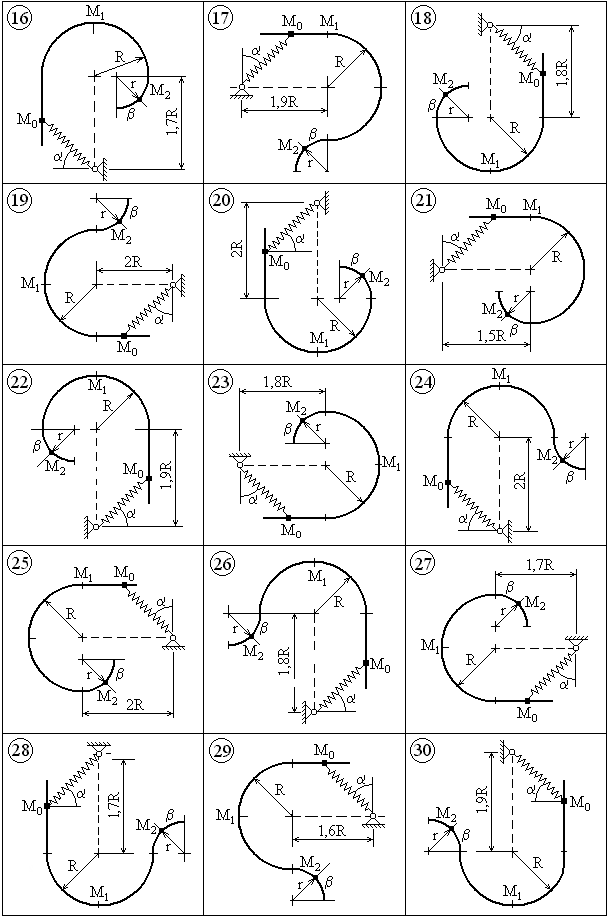 16 M₁ R r M₂ β M₀ α 1,7R
17 M₀ M₁ α R 1,9R β M₂ r
18 α M₀ 1,8R M₂ r β R M₁
19 r β M₂ 2R M₁ R α M₀
20 2R α M₀ r M₂ β R M₁
21 M₀ M₁ α R r M₂ β 1,5R
22 M₁ R β r M₂ M₀ α 1,9R
23 1,8R M₂ β r R M₁ α M₀
24 M₁ R r M₂ β M₀ α 2R
25 M₁ M₀ R α r β M₂ 2R
26 M₁ R r β M₂ 1,8R M₀ α
27 1,7R β M₂ r M₁ R α M₀
28 M₀ α 1,7R M₂ β r R M₁
29 M₀ R α M₁ 1,6R M₂ β r
30 1,9R α M₀ M₂ β r R M₁